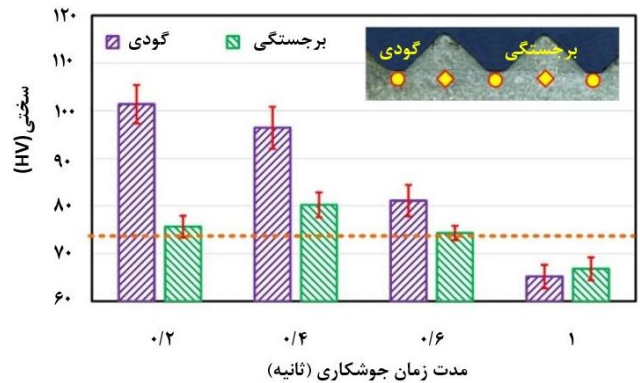 سختی (HV)
۱۲۰
۱۱۰
۱۰۰
۹۰
۸۰
۷۰
۶۰
گودی
برجستگی
گودی
برجستگی
۰/۲
۰/۴
۰/۶
۱
مدت زمان جوشکاری (ثانیه)